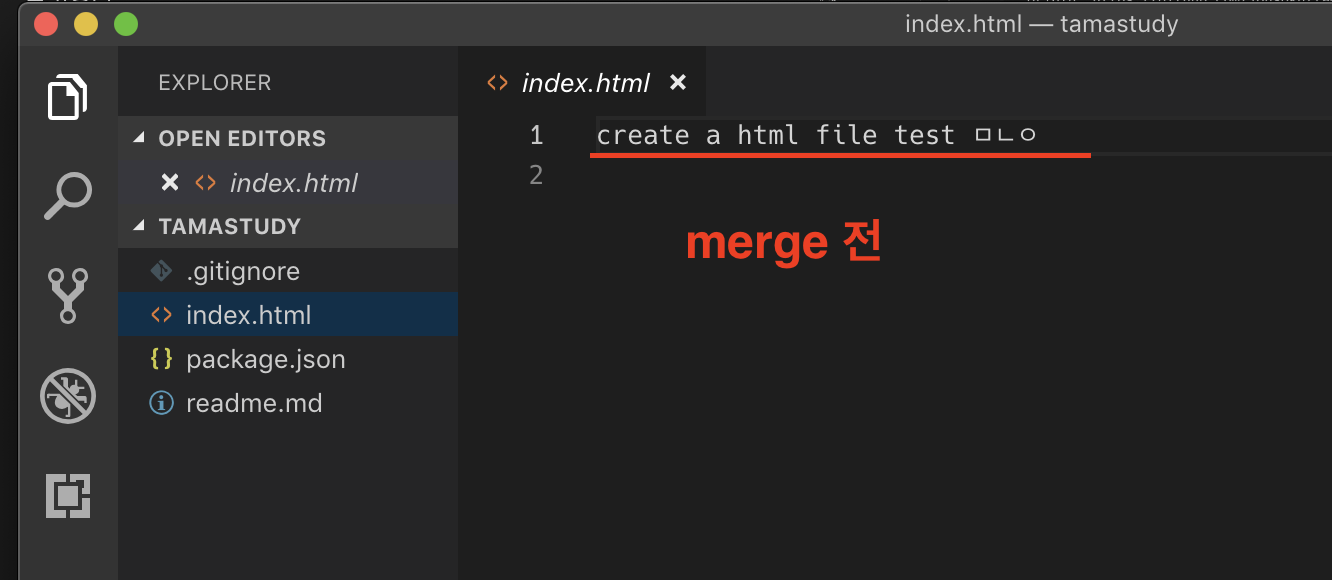 index.html — tamastudy
EXPLORER
OPEN EDITORS
index.html
TAMASTUDY
.gitignore
index.html
package.json
readme.md
index.html
1 create a html file test ㅁㄴㅇ
2
merge 전